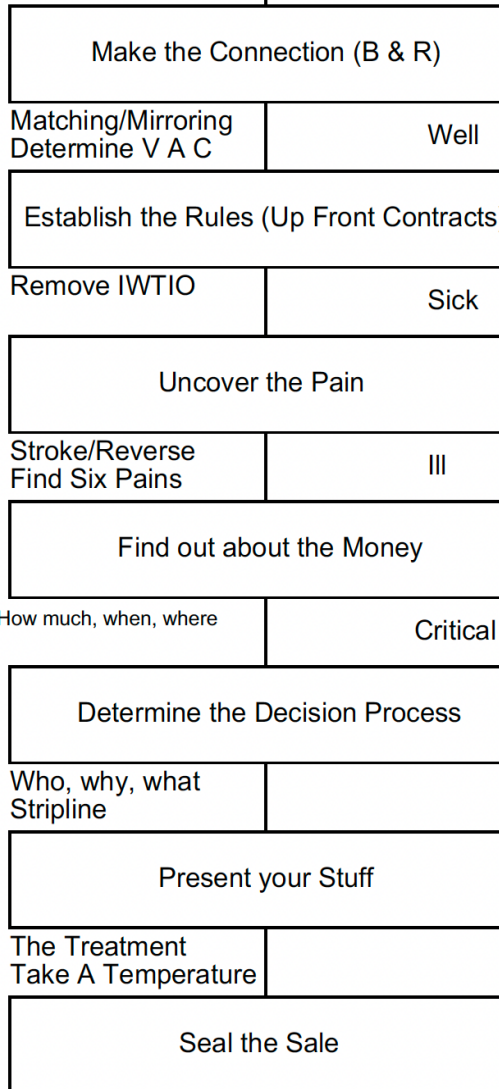 Make the Connection (B & R)
Matching/Mirroring
Determine V A C
Well
Establish the Rules (Up Front Contracts
Remove IWTIO
Sick
Uncover the Pain
Stroke/Reverse
Find Six Pains
Ill
Find out about the Money
How much, when, where
Critical
Determine the Decision Process
Who, why, what
Stripline
Present your Stuff
The Treatment
Take A Temperature
Seal the Sale